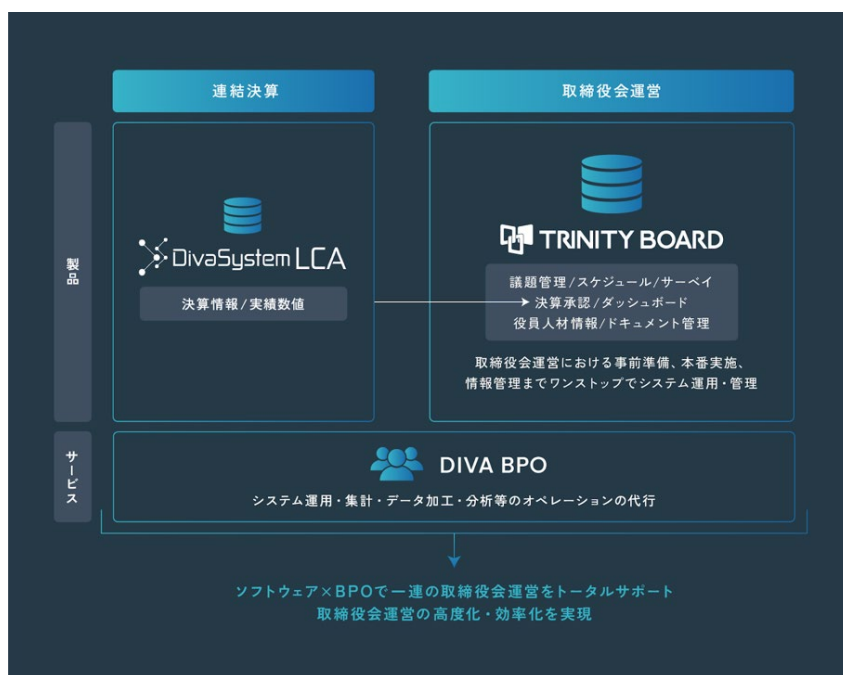 連結決算
取締役会運営
製品
DivaSystem LCA
決算情報/実績数値
TRINITY BOARD
議題管理/スケジュール/サーベイ
決算承認/ダッシュボード
役員人材情報/ドキュメント管理
取締役会運営における事前準備、本番実施、
情報管理までワンストップでシステム運用・管理
サービス
DIVA BPO
システム運用・集計・データ加工・分析等のオペレーションの代行
ソフトウェア×BPOで一連の取締役会運営をトータルサポート
取締役会運営の高度化・効率化を実現